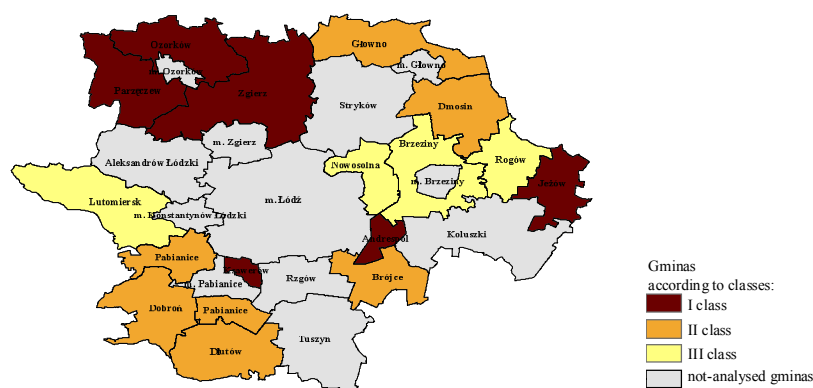 Ozorków
Głowno
m. Ozorków
m. Głowno
Parzęczew
Zgierz
Stryków
Dmosin
m. Zgierz
Brzeziny
Aleksandrów Łódzki
Nowosolna
Rogów
m. Brzeziny
Jeżów
Lutomiersk
m. Łódź
m. Konstantynów Łódzki
Andrespol
Koluszki
Pabianice
Ksawerów
m. Pabianice
Rzgów
Brójce
Dobroń
Pabianice
Tuszyn
Dłutów
Gminas
according to classes:
I class
II class
III class
not-analysed gminas